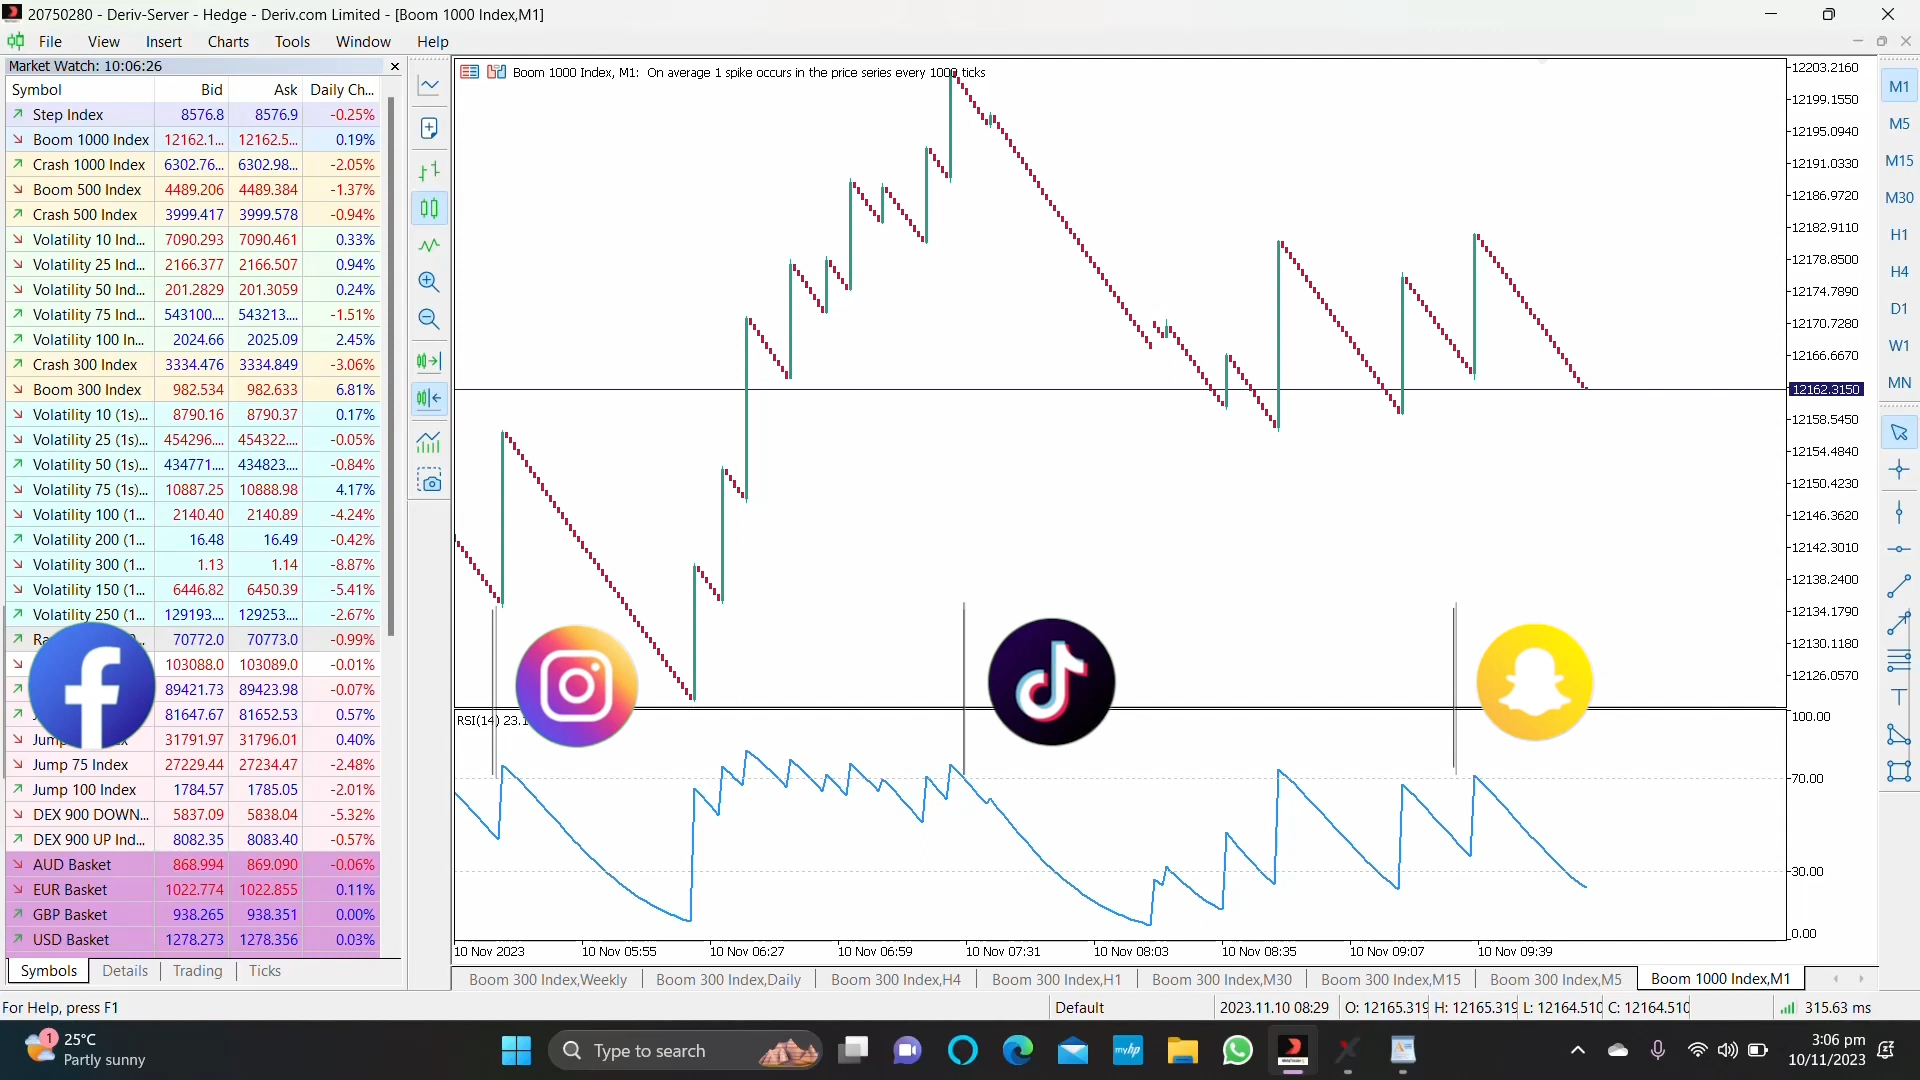 20750280 - Deriv-Server - Hedge - Deriv.com Limited - [Boom 1000 Index,M1]
File View Insert Charts Tools Window Help
Market Watch: 10:06:26
Symbol Bid Ask Daily Ch...
Step Index 8576.8 8576.9 -0.25%
Boom 1000 Index 12162.1... 12162.5... 0.19%
Crash 1000 Index 6302.76... 6302.98... -2.05%
Boom 500 Index 4489.206 4489.384 -1.37%
Crash 500 Index 3999.417 3999.578 -0.94%
Volatility 10 Ind... 7090.293 7090.461 0.33%
Volatility 25 Ind... 2166.377 2166.507 0.94%
Volatility 50 Ind... 201.2829 201.3059 0.24%
Volatility 75 Ind... 543100.... 543213.... -1.51%
Volatility 100 In... 2024.66 2025.09 2.45%
Crash 300 Index 3334.476 3334.849 -3.06%
Boom 300 Index 982.534 982.633 6.81%
Volatility 10 (1s)... 8790.16 8790.37 0.17%
Volatility 25 (1s)... 454296.... 454322.... -0.05%
Volatility 50 (1s)... 434771.... 434823.... -0.84%
Volatility 75 (1s)... 10887.25 10888.98 4.17%
Volatility 100 (1... 2140.40 2140.89 -4.24%
Volatility 200 (1... 16.48 16.49 -0.42%
Volatility 300 (1... 1.13 1.14 -8.87%
Volatility 150 (1... 6446.82 6450.39 -5.41%
Volatility 250 (1... 129193.... 129253.... -2.67%
70772.0 70773.0 -0.99%
103088.0 103089.0 -0.01%
89421.73 89423.98 -0.07%
81647.67 81652.53 0.57%
31791.97 31796.01 0.40%
Jump 75 Index 27229.44 27234.47 -2.48%
Jump 100 Index 1784.57 1785.05 -2.01%
DEX 900 DOWN... 5837.09 5838.04 -5.32%
DEX 900 UP Ind... 8082.35 8083.40 -0.57%
AUD Basket 868.994 869.090 -0.06%
EUR Basket 1022.774 1022.855 0.11%
GBP Basket 938.265 938.351 0.00%
USD Basket 1278.273 1278.356 0.03%
Symbols Details Trading Ticks
Boom 1000 Index, M1: On average 1 spike occurs in the price series every 1000 ticks
12203.2160
12199.1550
12195.0940
12191.0330
12186.9720
12182.9110
12178.8500
12174.7890
12170.7280
12166.6670
12162.3150
12158.5450
12154.4840
12150.4230
12146.3620
12142.3010
12138.2400
12134.1790
12130.1180
12126.0570
RSI(14) 23.1
100.00
70.00
30.00
0.00
10 Nov 2023 10 Nov 05:55 10 Nov 06:27 10 Nov 06:59 10 Nov 07:31 10 Nov 08:03 10 Nov 08:35 10 Nov 09:07 10 Nov 09:39
Boom 300 Index,Weekly Boom 300 Index,Daily Boom 300 Index,H4 Boom 300 Index,H1 Boom 300 Index,M30 Boom 300 Index,M15 Boom 300 Index,M5 Boom 1000 Index,M1
M1
M5
M15
M30
H1
H4
D1
W1
MN
For Help, press F1 Default 2023.11.10 08:29 O: 12165.319 H: 12165.319 L: 12164.510 C: 12164.510 315.63 ms
1
25°C
Partly sunny
Type to search
myhp
3:06 pm
10/11/2023